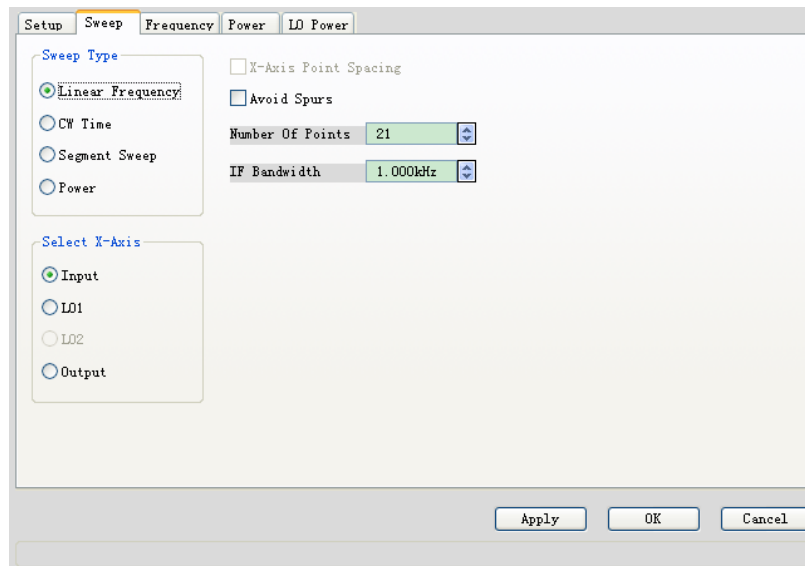 Setup Sweep Frequency Power LO Power
Sweep Type
Linear Frequency
CW Time
Segment Sweep
Power
X-Axis Point Spacing
Avoid Spurs
Number Of Points 21
IF Bandwidth 1.000kHz
Select X-Axis
Input
LO1
LO2
Output
Apply OK Cancel